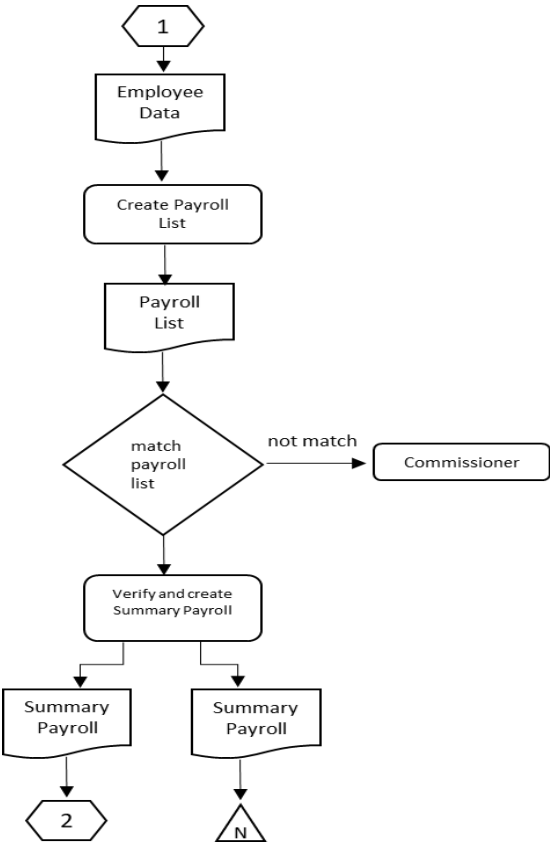 1
Employee
Data
Create Payroll
List
Payroll
List
match
payroll
list
not match
Commissioner
Verify and create
Summary Payroll
Summary
Payroll
Summary
Payroll
2
N